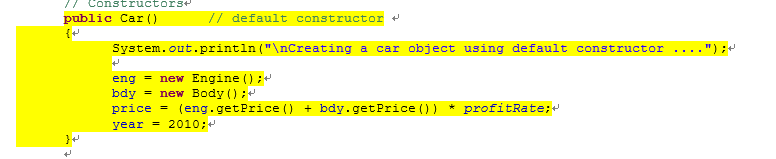 // Constructors
public Car()      // default constructor
{
System.out.println("\nCreating a car object using default constructor ....");
eng = new Engine();
bdy = new Body();
price = (eng.getPrice() + bdy.getPrice()) * profitRate;
year = 2010;
}